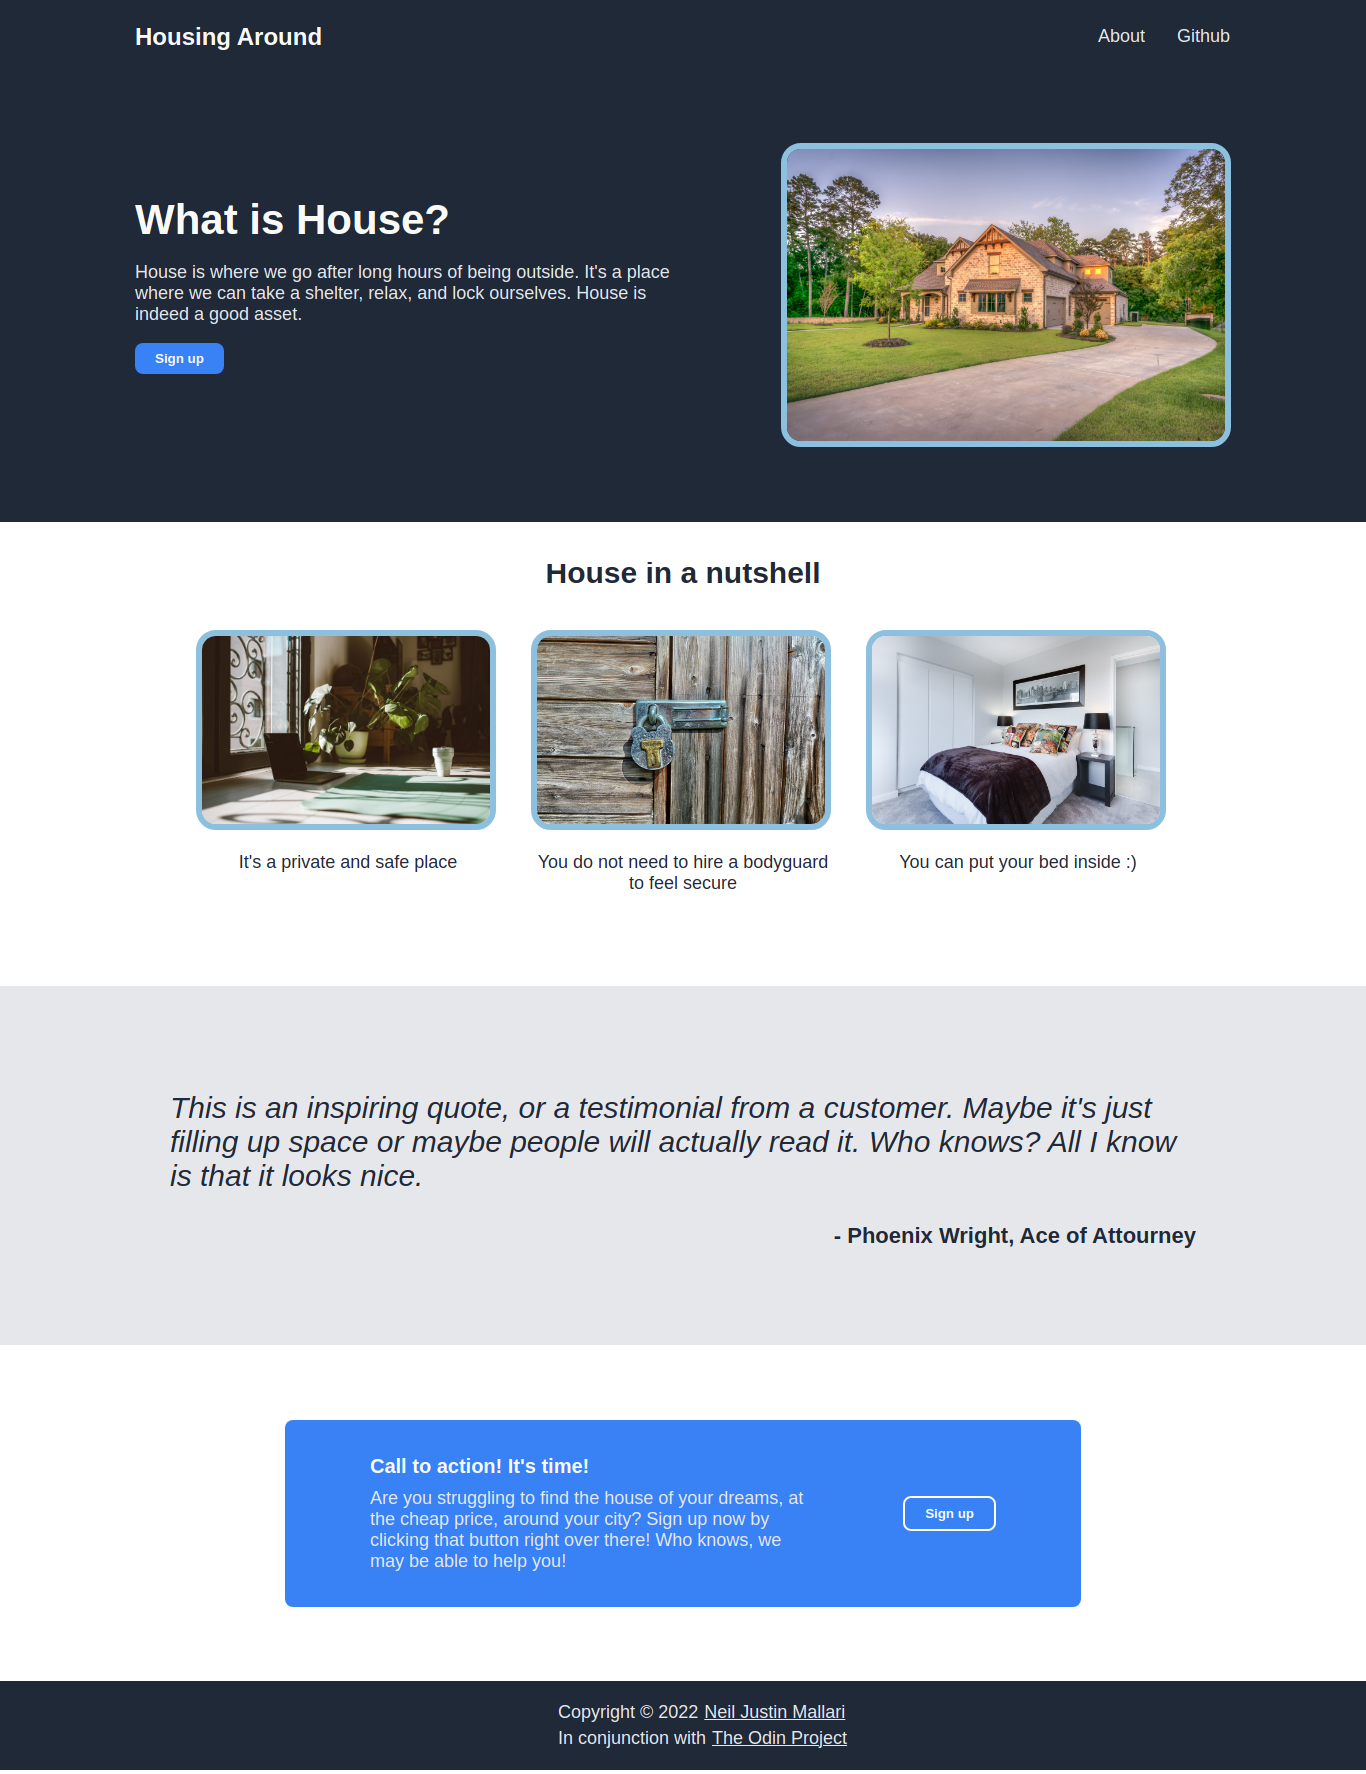 Housing Around
About
Github
What is House?
House is where we go after long hours of being outside. It's a place
where we can take a shelter, relax, and lock ourselves. House is
indeed a good asset.
Sign up
House in a nutshell
It's a private and safe place
You do not need to hire a bodyguard
to feel secure
You can put your bed inside :)
This is an inspiring quote, or a testimonial from a customer. Maybe it's just
filling up space or maybe people will actually read it. Who knows? All I know
is that it looks nice.
- Phoenix Wright, Ace of Attourney
Call to action! It's time!
Are you struggling to find the house of your dreams, at
the cheap price, around your city? Sign up now by
clicking that button right over there! Who knows, we
may be able to help you!
Sign up
Copyright © 2022 Neil Justin Mallari
In conjunction with The Odin Project